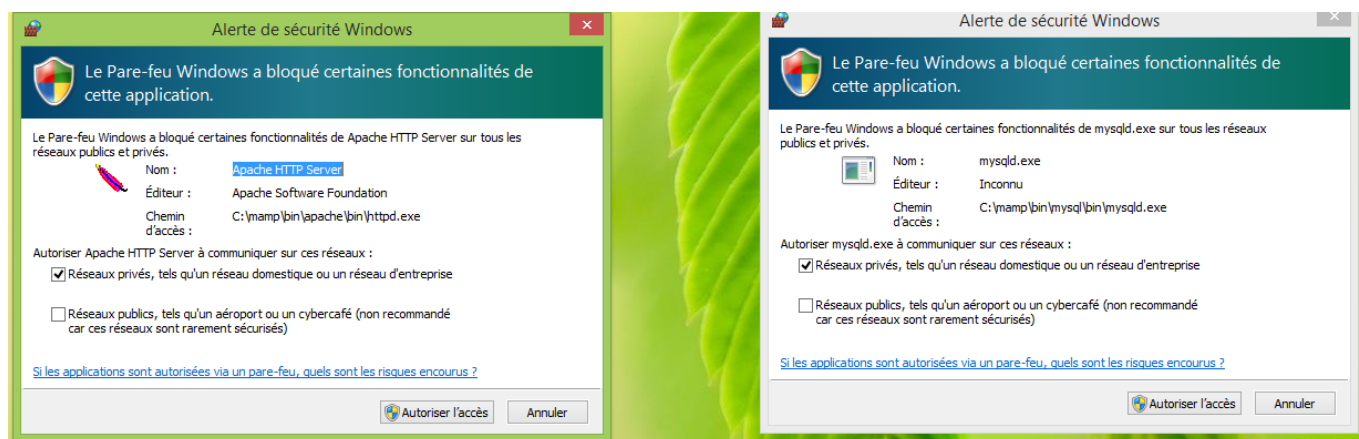 Alerte de sécurité Windows
Le Pare-feu Windows a bloqué certaines fonctionnalités de
cette application.
Le Pare-feu Windows a bloqué certaines fonctionnalités de Apache HTTP Server sur tous les
réseaux publics et privés.
Nom : Apache HTTP Server
Éditeur : Apache Software Foundation
Chemin C:\mamp\bin\apache\bin\httpd.exe
d'accès :
Autoriser Apache HTTP Server à communiquer sur ces réseaux :
Réseaux privés, tels qu'un réseau domestique ou un réseau d'entreprise
Réseaux publics, tels qu'un aéroport ou un cybercafé (non recommandé
car ces réseaux sont rarement sécurisés)
Si les applications sont autorisées via un pare-feu, quels sont les risques encourus ?
Autoriser l'accès Annuler
Alerte de sécurité Windows
Le Pare-feu Windows a bloqué certaines fonctionnalités de
cette application.
Le Pare-feu Windows a bloqué certaines fonctionnalités de mysqld.exe sur tous les réseaux
publics et privés.
Nom : mysqld.exe
Éditeur : Inconnu
Chemin C:\mamp\bin\mysql\bin\mysqld.exe
d'accès :
Autoriser mysqld.exe à communiquer sur ces réseaux :
Réseaux privés, tels qu'un réseau domestique ou un réseau d'entreprise
Réseaux publics, tels qu'un aéroport ou un cybercafé (non recommandé
car ces réseaux sont rarement sécurisés)
Si les applications sont autorisées via un pare-feu, quels sont les risques encourus ?
Autoriser l'accès Annuler